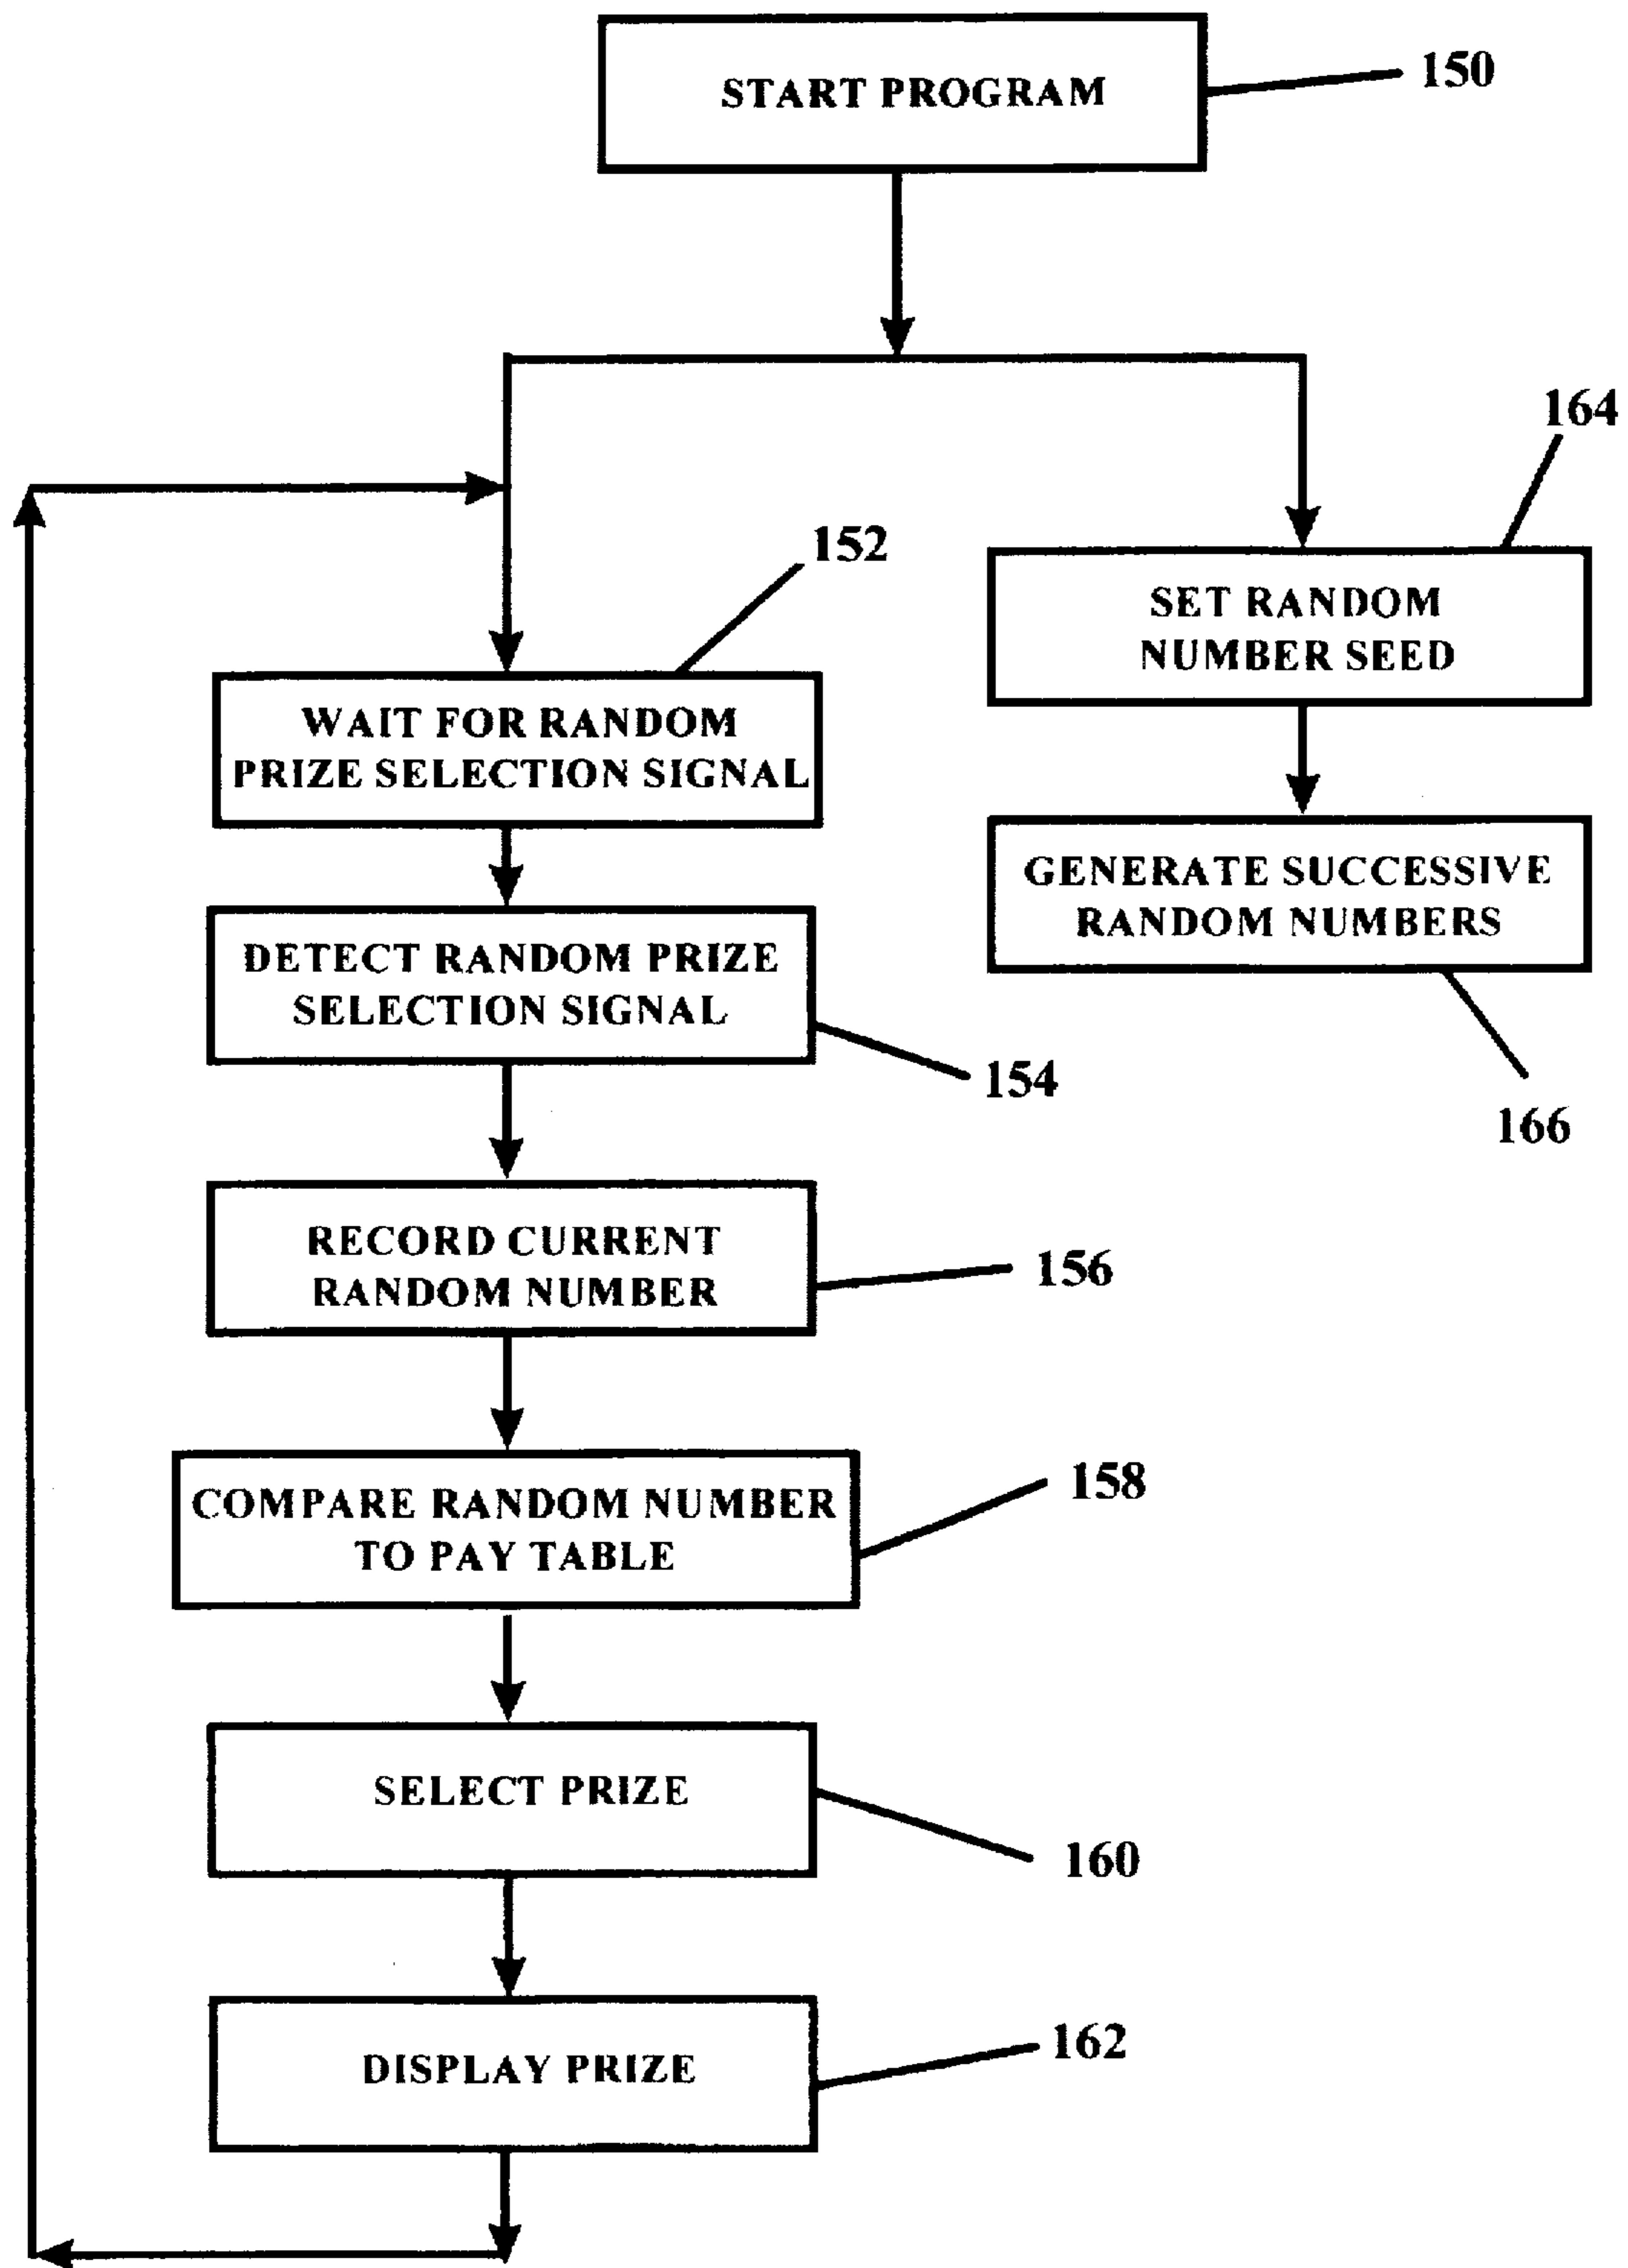 START PROGRAM
150
164
152
SET RANDOM
NUMBER SEED
WAIT FOR RANDOM
PRIZE SELECTION SIGNAL
GENERATE SUCCESSIVE
RANDOM NUMBERS
DETECT RANDOM PRIZE
SELECTION SIGNAL
154
166
RECORD CURRENT
RANDOM NUMBER
156
COMPARE RANDOM NUMBER
TO PAY TABLE
158
SELECT PRIZE
160
DISPLAY PRIZE
162